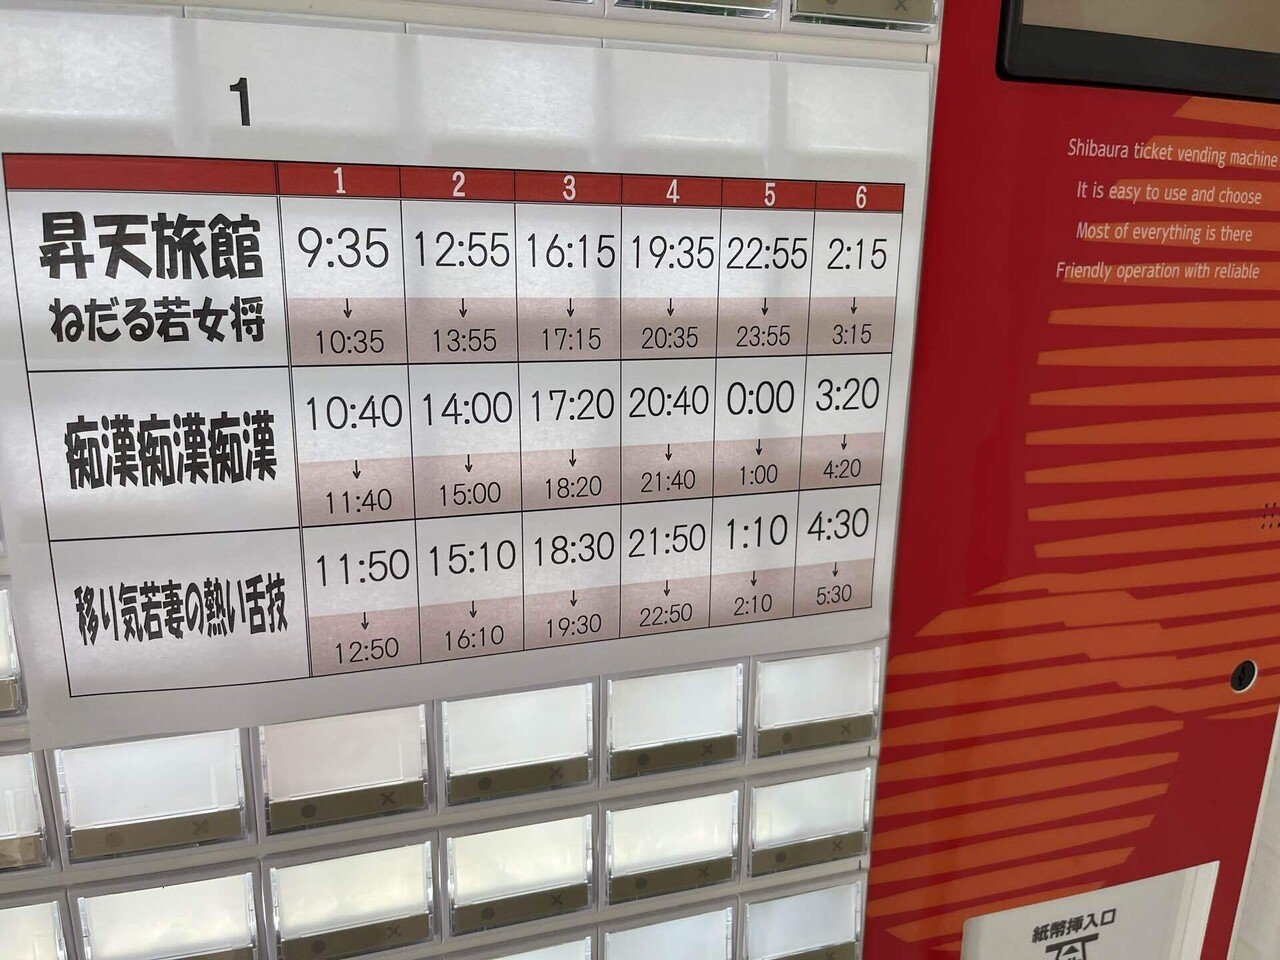 1
1 2 3 4 5 6
昇天旅館 9:35 12:55 16:15 19:35 22:55 2:15
ねだる若女将 ↓ ↓ ↓ ↓ ↓ ↓
10:35 13:55 17:15 20:35 23:55 3:15
痴漢痴漢痴漢 10:40 14:00 17:20 20:40 0:00 3:20
↓ ↓ ↓ ↓ ↓ ↓
11:40 15:00 18:20 21:40 1:00 4:20
移り気若妻の熱い舌技 11:50 15:10 18:30 21:50 1:10 4:30
↓ ↓ ↓ ↓ ↓ ↓
12:50 16:10 19:30 22:50 2:10 5:30
Shibaura ticket vending machine
It is easy to use and choose
Most of everything is there
Friendly operation with reliable
紙幣挿入口